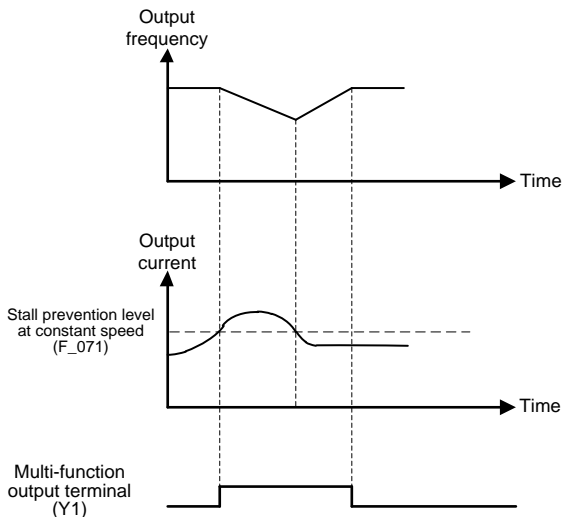 Output
frequency
Time
Output
current
Stall prevention level
at constant speed
(F_071)
Time
Multi-function
output terminal
(Y1)